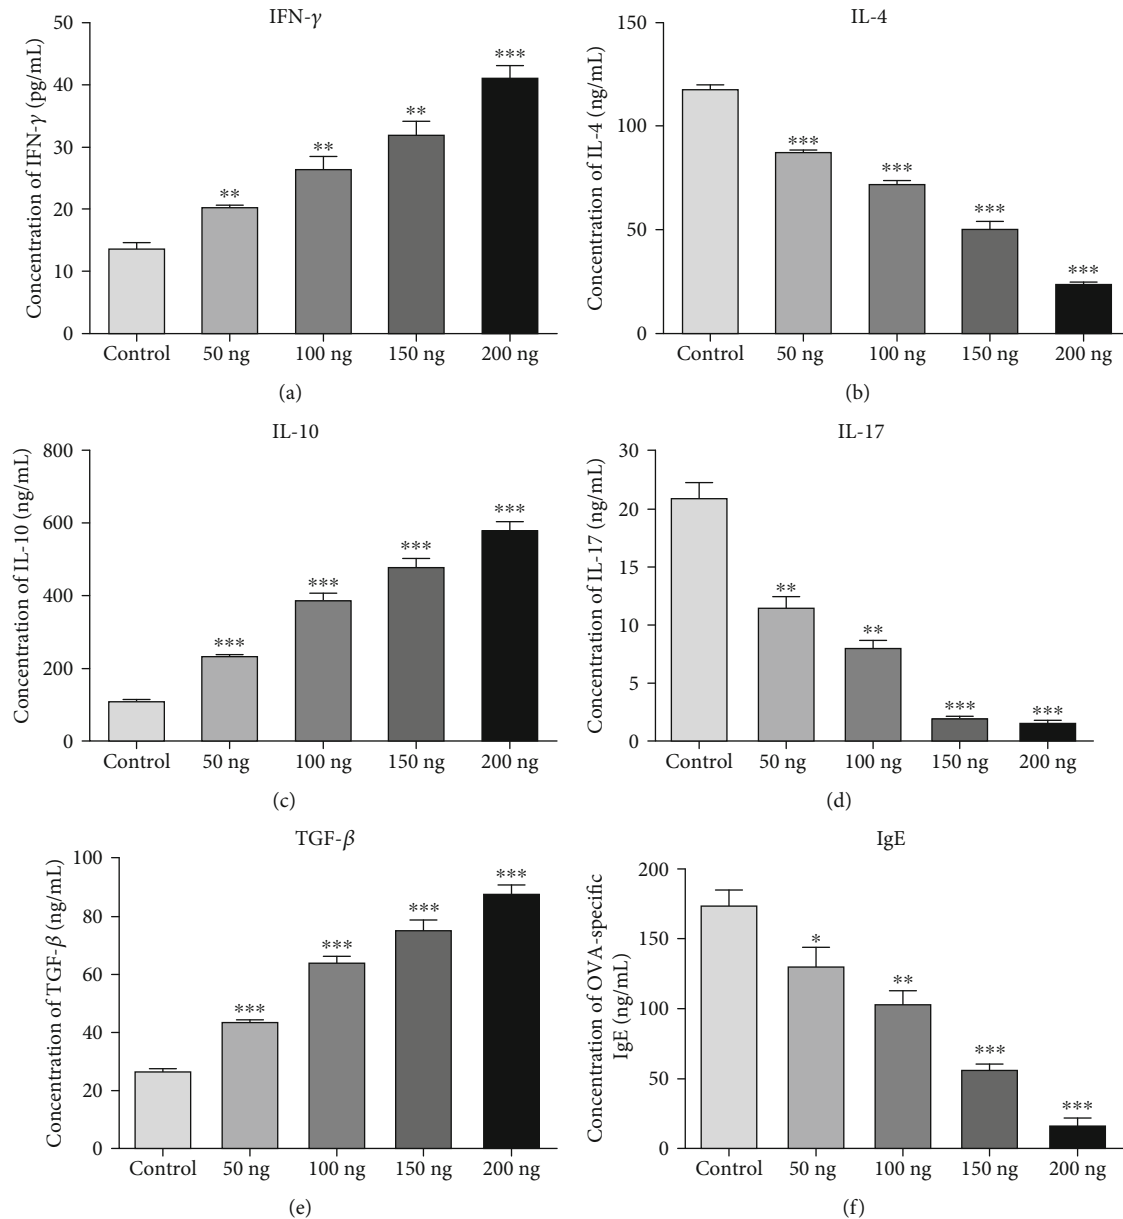 IFN-γ
Concentration of IFN-γ (pg/mL)
50
40
30
20
10
0
**
**
**
***
Control
50 ng
100 ng
150 ng
200 ng
(a)
IL-4
Concentration of IL-4 (ng/mL)
150
100
50
0
***
***
***
***
Control
50 ng
100 ng
150 ng
200 ng
(b)
IL-10
Concentration of IL-10 (ng/mL)
800
600
400
200
0
***
***
***
***
Control
50 ng
100 ng
150 ng
200 ng
(c)
IL-17
Concentration of IL-17 (ng/mL)
30
20
15
10
5
0
**
**
***
***
Control
50 ng
100 ng
150 ng
200 ng
(d)
TGF-β
Concentration of TGF-β (ng/mL)
100
80
60
40
20
0
***
***
***
***
Control
50 ng
100 ng
150 ng
200 ng
(e)
IgE
Concentration of OVA-specific
IgE (ng/mL)
200
150
100
50
0
*
**
***
***
Control
50 ng
100 ng
150 ng
200 ng
(f)